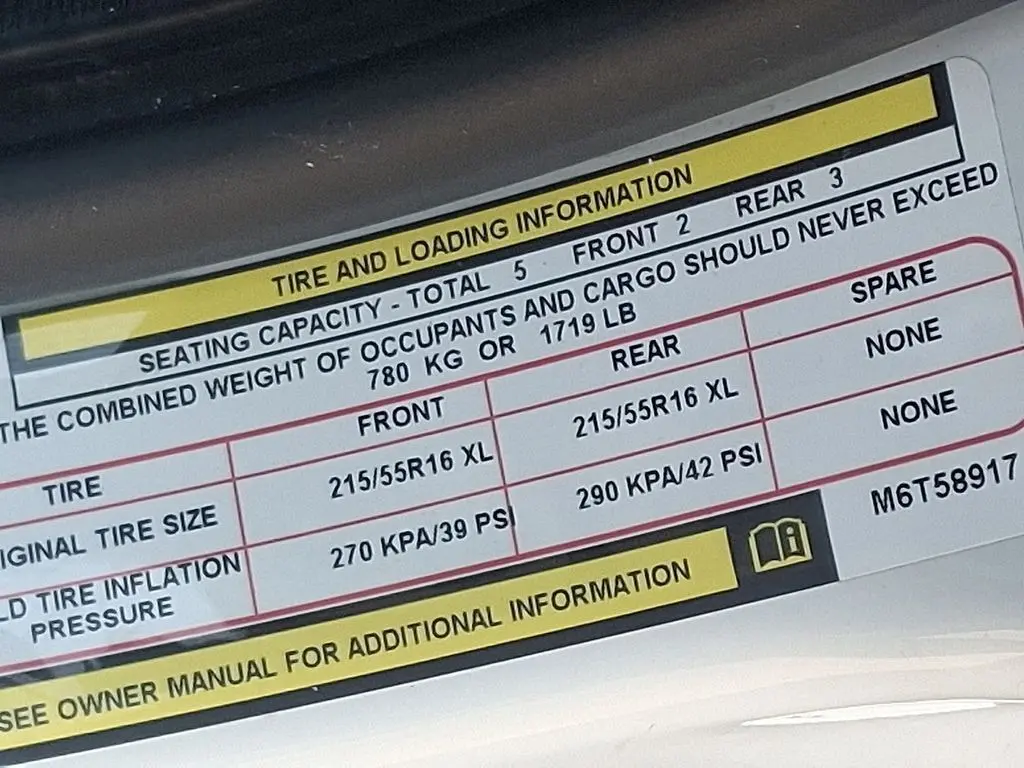 TIRE AND LOADING INFORMATION
SEATING CAPACITY - TOTAL 5 FRONT 2 REAR 3
THE COMBINED WEIGHT OF OCCUPANTS AND CARGO SHOULD NEVER EXCEED
780 KG OR 1719 LB
TIRE FRONT REAR SPARE
IGINAL TIRE SIZE 215/55R16 XL 215/55R16 XL NONE
LD TIRE INFLATION
PRESSURE 270 KPA/39 PSI 290 KPA/42 PSI NONE
SEE OWNER MANUAL FOR ADDITIONAL INFORMATION
M6T58917